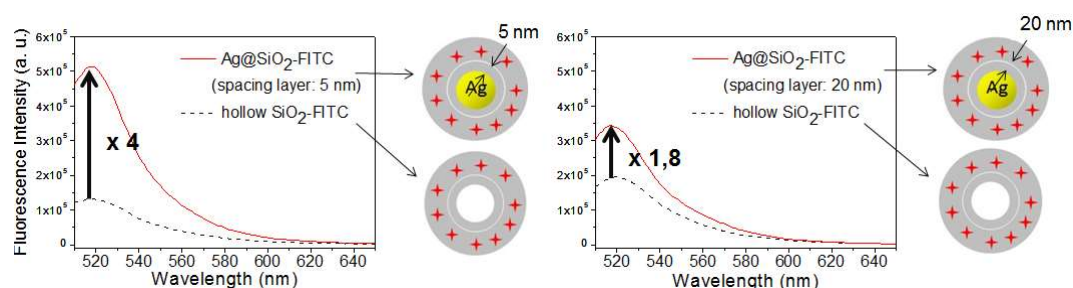 Fluorescence Intensity (a. u.)
6x10⁵
5x10⁵
4x10⁵
3x10⁵
2x10⁵
1x10⁵
0
520 540 560 580 600 620 640
Wavelength (nm)
Ag@SiO₂-FITC
(spacing layer: 5 nm)
hollow SiO₂-FITC
x 4
5 nm
Ag
6x10⁵
5x10⁵
4x10⁵
3x10⁵
2x10⁵
1x10⁵
0
520 540 560 580 600 620 640
Wavelength (nm)
Ag@SiO₂-FITC
(spacing layer: 20 nm)
hollow SiO₂-FITC
x 1,8
20 nm
Ag